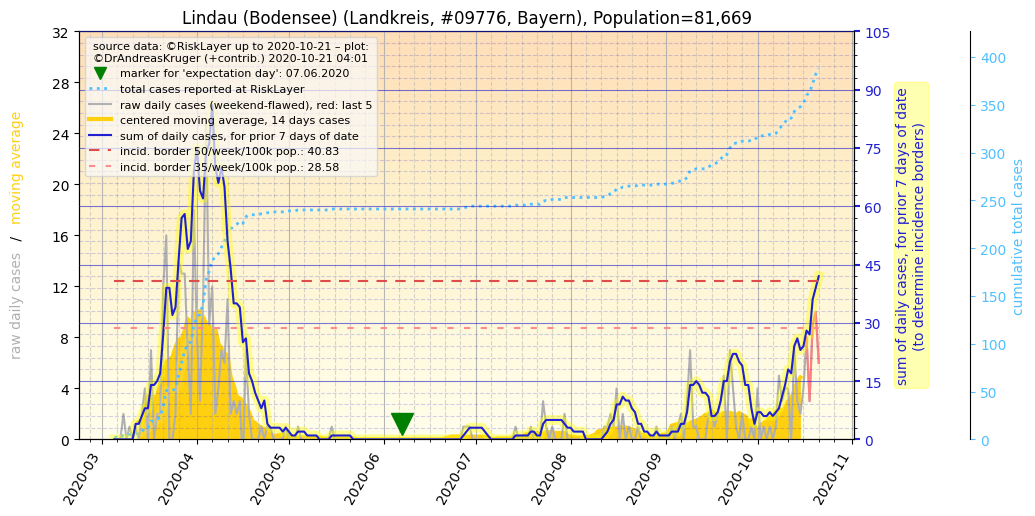 Lindau (Bodensee) (Landkreis, #09776, Bayern), Population=81,669
source data: ©RiskLayer up to 2020-10-21 – plot:
©DrAndreasKruger (+contrib.) 2020-10-21 04:01
marker for 'expectation day': 07.06.2020
total cases reported at RiskLayer
raw daily cases (weekend-flawed), red: last 5
centered moving average, 14 days cases
sum of daily cases, for prior 7 days of date
incid. border 50/week/100k pop.: 40.83
incid. border 35/week/100k pop.: 28.58
raw daily cases / moving average
32
28
24
20
16
12
8
4
0
105
90
75
60
45
30
15
0
sum of daily cases, for prior 7 days of date
(to determine incidence borders)
400
350
300
250
200
150
100
50
0
cumulative total cases
2020-03
2020-04
2020-05
2020-06
2020-07
2020-08
2020-09
2020-10
2020-11